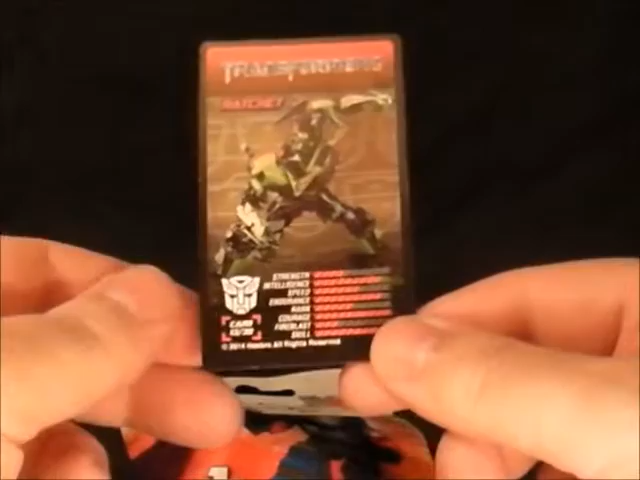 TRANSFORMERS
RATCHET
STRENGTH
INTELLIGENCE
SPEED
ENDURANCE
RANK
COURAGE
FIREBLAST
SKILL
CARD
© 2014 Hasbro All Rights Reserved